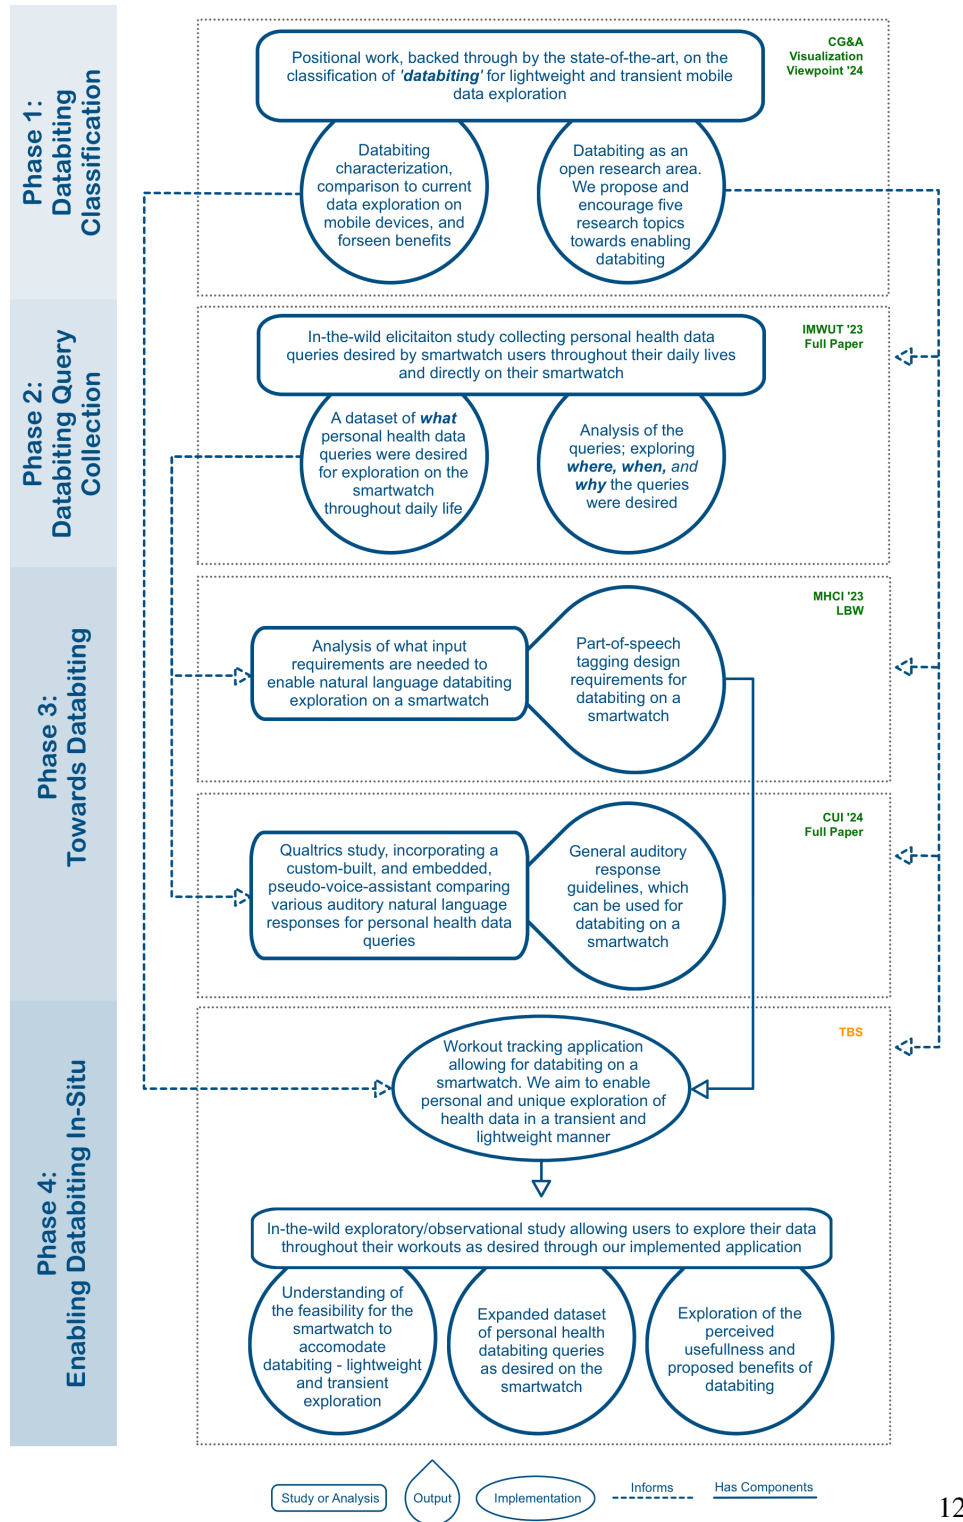 Phase 1:
Databiting
Classification
CG&A
Visualization
Viewpoint '24
Positional work, backed through by the state-of-the-art, on the
classification of 'databiting' for lightweight and transient mobile
data exploration
Databiting
characterization,
comparison to current
data exploration on
mobile devices, and
forseen benefits
Databiting as an
open research area.
We propose and
encourage five
research topics
towards enabling
databiting
Phase 2:
Databiting Query
Collection
IMWUT '23
Full Paper
In-the-wild elicitaiton study collecting personal health data
queries desired by smartwatch users throughout their daily lives
and directly on their smartwatch
A dataset of what
personal health data
queries were desired
for exploration on the
smartwatch
throughout daily life
Analysis of the
queries; exploring
where, when, and
why the queries
were desired
Phase 3:
Towards Databiting
MHCI '23
LBW
Analysis of what input
requirements are needed to
enable natural language databiting
exploration on a smartwatch
Part-of-speech
tagging design
requirements for
databiting on a
smartwatch
CUI '24
Full Paper
Qualtrics study, incorporating a
custom-built, and embedded,
pseudo-voice-assistant comparing
various auditory natural language
responses for personal health data
queries
General auditory
response
guidelines, which
can be used for
databiting on a
smartwatch
Phase 4:
Enabling Databiting In-Situ
TBS
Workout tracking application
allowing for databiting on a
smartwatch. We aim to enable
personal and unique exploration of
health data in a transient and
lightweight manner
In-the-wild exploratory/observational study allowing users to explore their data
throughout their workouts as desired through our implemented application
Understanding of
the feasibility for the
smartwatch to
accomodate
databiting - lightweight
and transient
exploration
Expanded dataset
of personal health
databiting queries
as desired on the
smartwatch
Exploration of the
perceived
usefullness and
proposed benefits of
databiting
Study or Analysis
Output
Implementation
Informs
Has Components
12